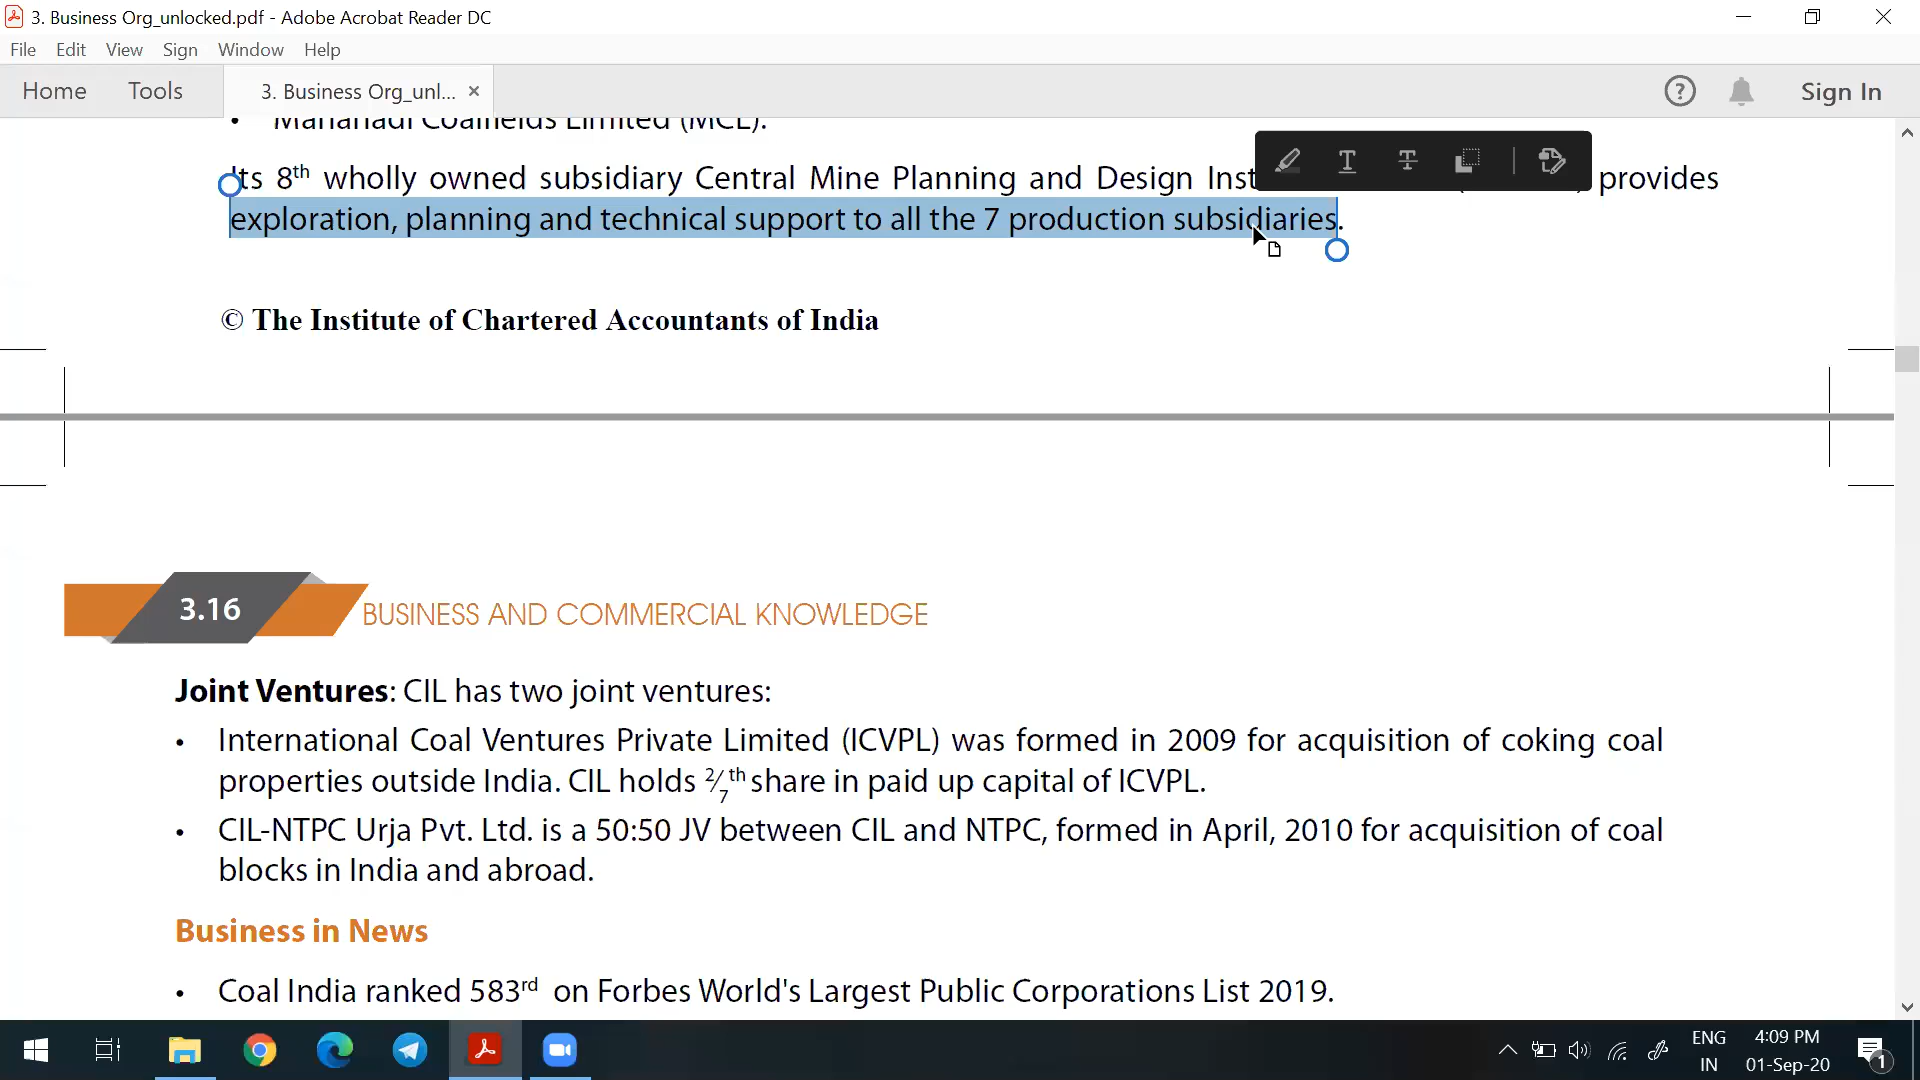 3. Business Org_unlocked.pdf - Adobe Acrobat Reader DC
File Edit View Sign Window Help
Home Tools 3. Business Org_unl... × Sign In
• Mahanadi Coalfields Limited (MCL).
Its 8th wholly owned subsidiary Central Mine Planning and Design Inst provides
exploration, planning and technical support to all the 7 production subsidiaries.
© The Institute of Chartered Accountants of India
3.16 BUSINESS AND COMMERCIAL KNOWLEDGE
Joint Ventures: CIL has two joint ventures:
• International Coal Ventures Private Limited (ICVPL) was formed in 2009 for acquisition of coking coal
properties outside India. CIL holds 2/7th share in paid up capital of ICVPL.
• CIL-NTPC Urja Pvt. Ltd. is a 50:50 JV between CIL and NTPC, formed in April, 2010 for acquisition of coal
blocks in India and abroad.
Business in News
• Coal India ranked 583rd on Forbes World's Largest Public Corporations List 2019.
ENG 4:09 PM
IN 01-Sep-20 1